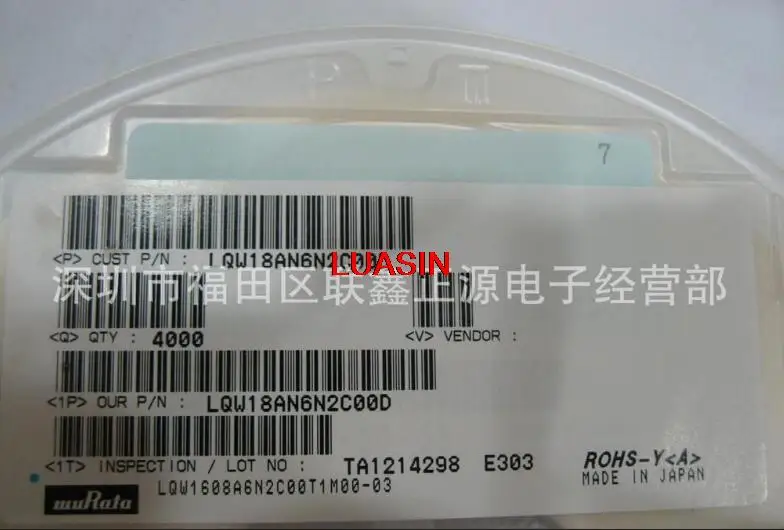 7
<P> CUST P/N : LQW18AN6N2C00D
LUASIN
深圳市福田区联鑫上源电子经营部
<Q> QTY : 4000
<V> VENDOR :
<1P> OUR P/N : LQW18AN6N2C00D
<1T> INSPECTION / LOT NO : TA1214298 E303
ROHS-Y<A>
MADE IN JAPAN
muRata
LQW1608A6N2C00T1M00-03